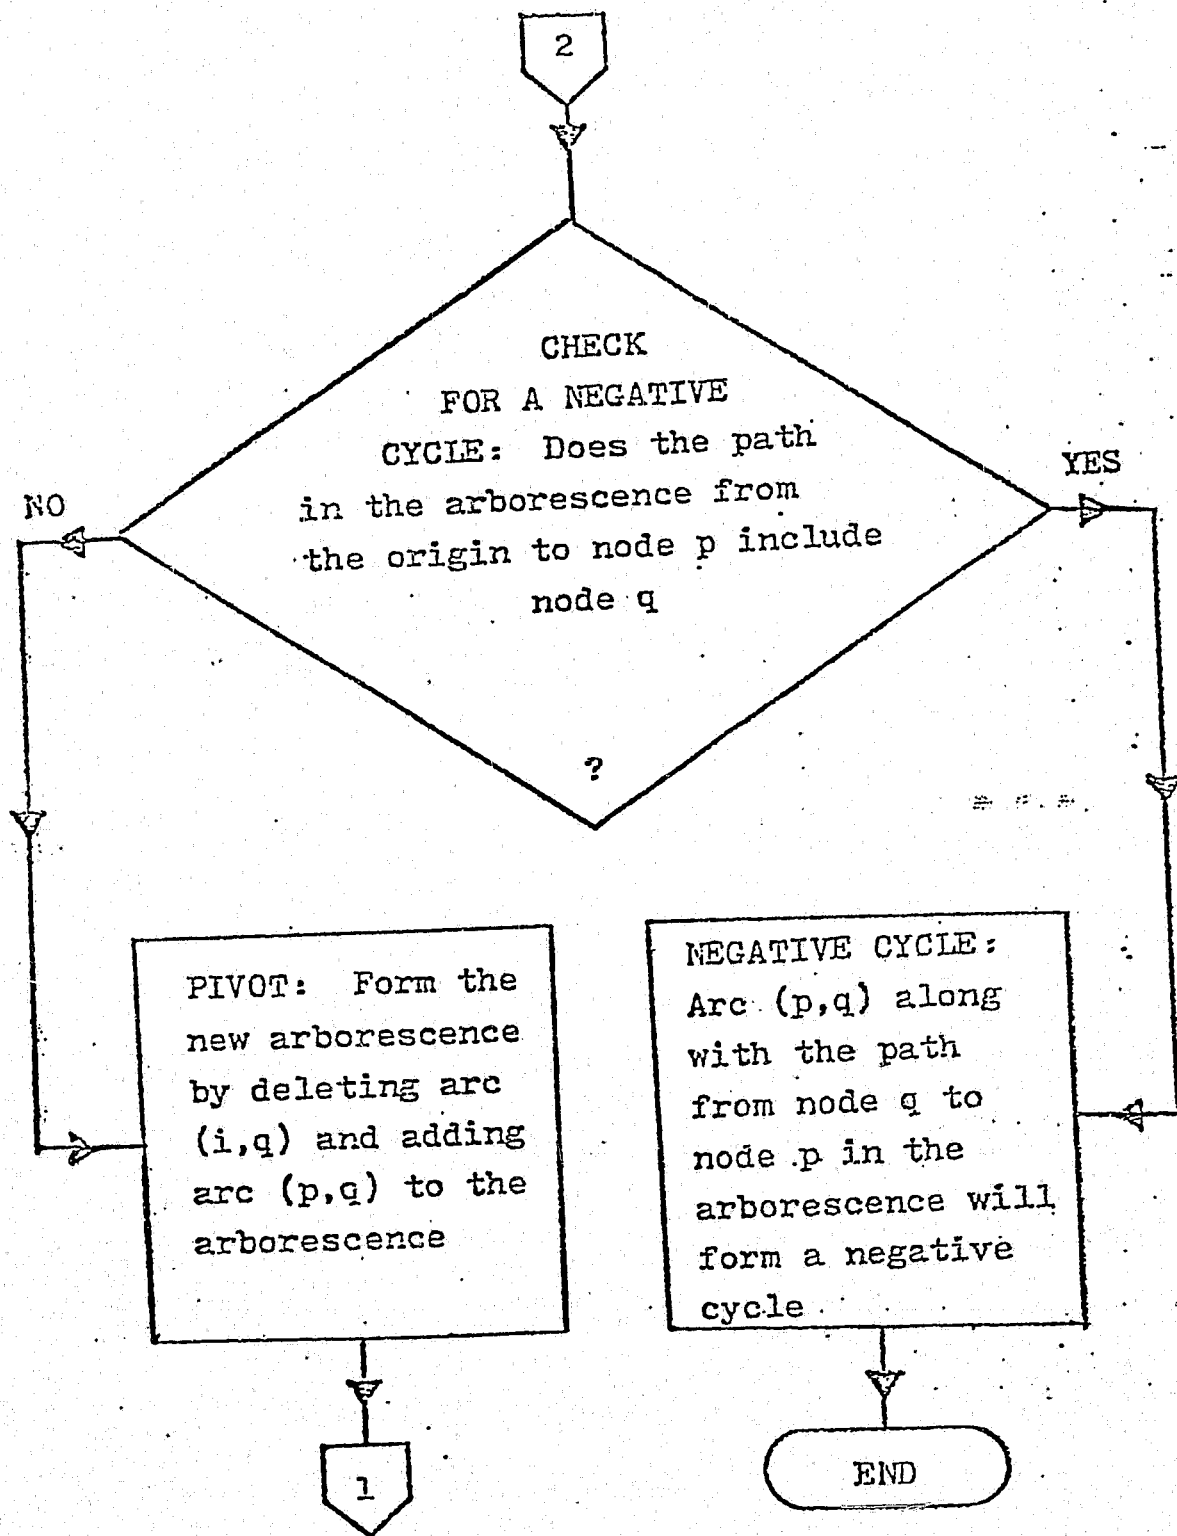 2
CHECK
FOR A NEGATIVE
CYCLE: Does the path
in the arborescence from
the origin to node p include
node q
?
NO
YES
PIVOT: Form the
new arborescence
by deleting arc
(i,q) and adding
arc (p,q) to the
arborescence
NEGATIVE CYCLE:
Arc (p,q) along
with the path
from node q to
node p in the
arborescence will
form a negative
cycle
1
END